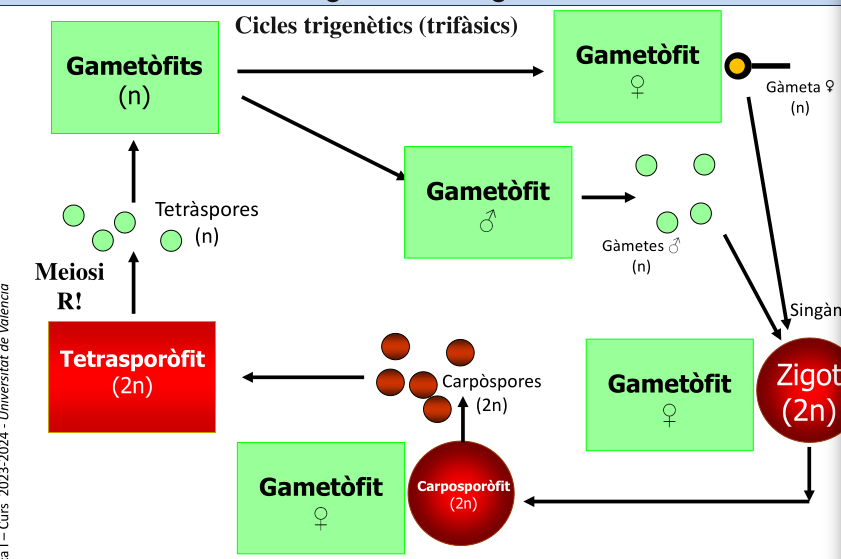 Cicles trigenètics (trifàsics)
Gametòfits
(n)
Gametòfit
♀
Gàmeta ♀
(n)
Gametòfit
♂
Gàmetes ♂
(n)
Tetràspores
(n)
Meiosi
R!
Singàn
Tetrasporòfit
(2n)
Carpòspores
(2n)
Gametòfit
♀
Zigot
(2n)
Gametòfit
♀
Carposporòfit
(2n)
Curs 2023-2024 - Universitat de València